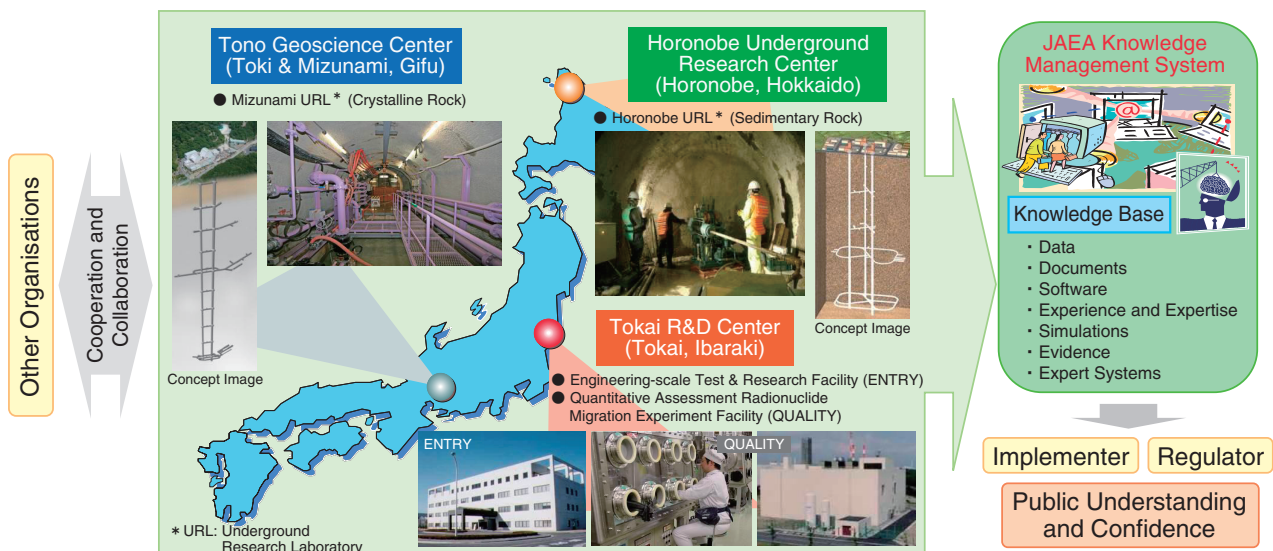 Other Organisations
Cooperation and
Collaboration
Tono Geoscience Center
(Toki & Mizunami, Gifu)
● Mizunami URL* (Crystalline Rock)
Concept Image
Horonobe Underground
Research Center
(Horonobe, Hokkaido)
● Horonobe URL* (Sedimentary Rock)
Concept Image
Tokai R&D Center
(Tokai, Ibaraki)
● Engineering-scale Test & Research Facility (ENTRY)
● Quantitative Assessment Radionuclide
Migration Experiment Facility (QUALITY)
ENTRY
QUALITY
* URL: Underground
Research Laboratory
JAEA Knowledge
Management System
@
Knowledge Base
・Data
・Documents
・Software
・Experience and Expertise
・Simulations
・Evidence
・Expert Systems
Implementer
Regulator
Public Understanding
and Confidence